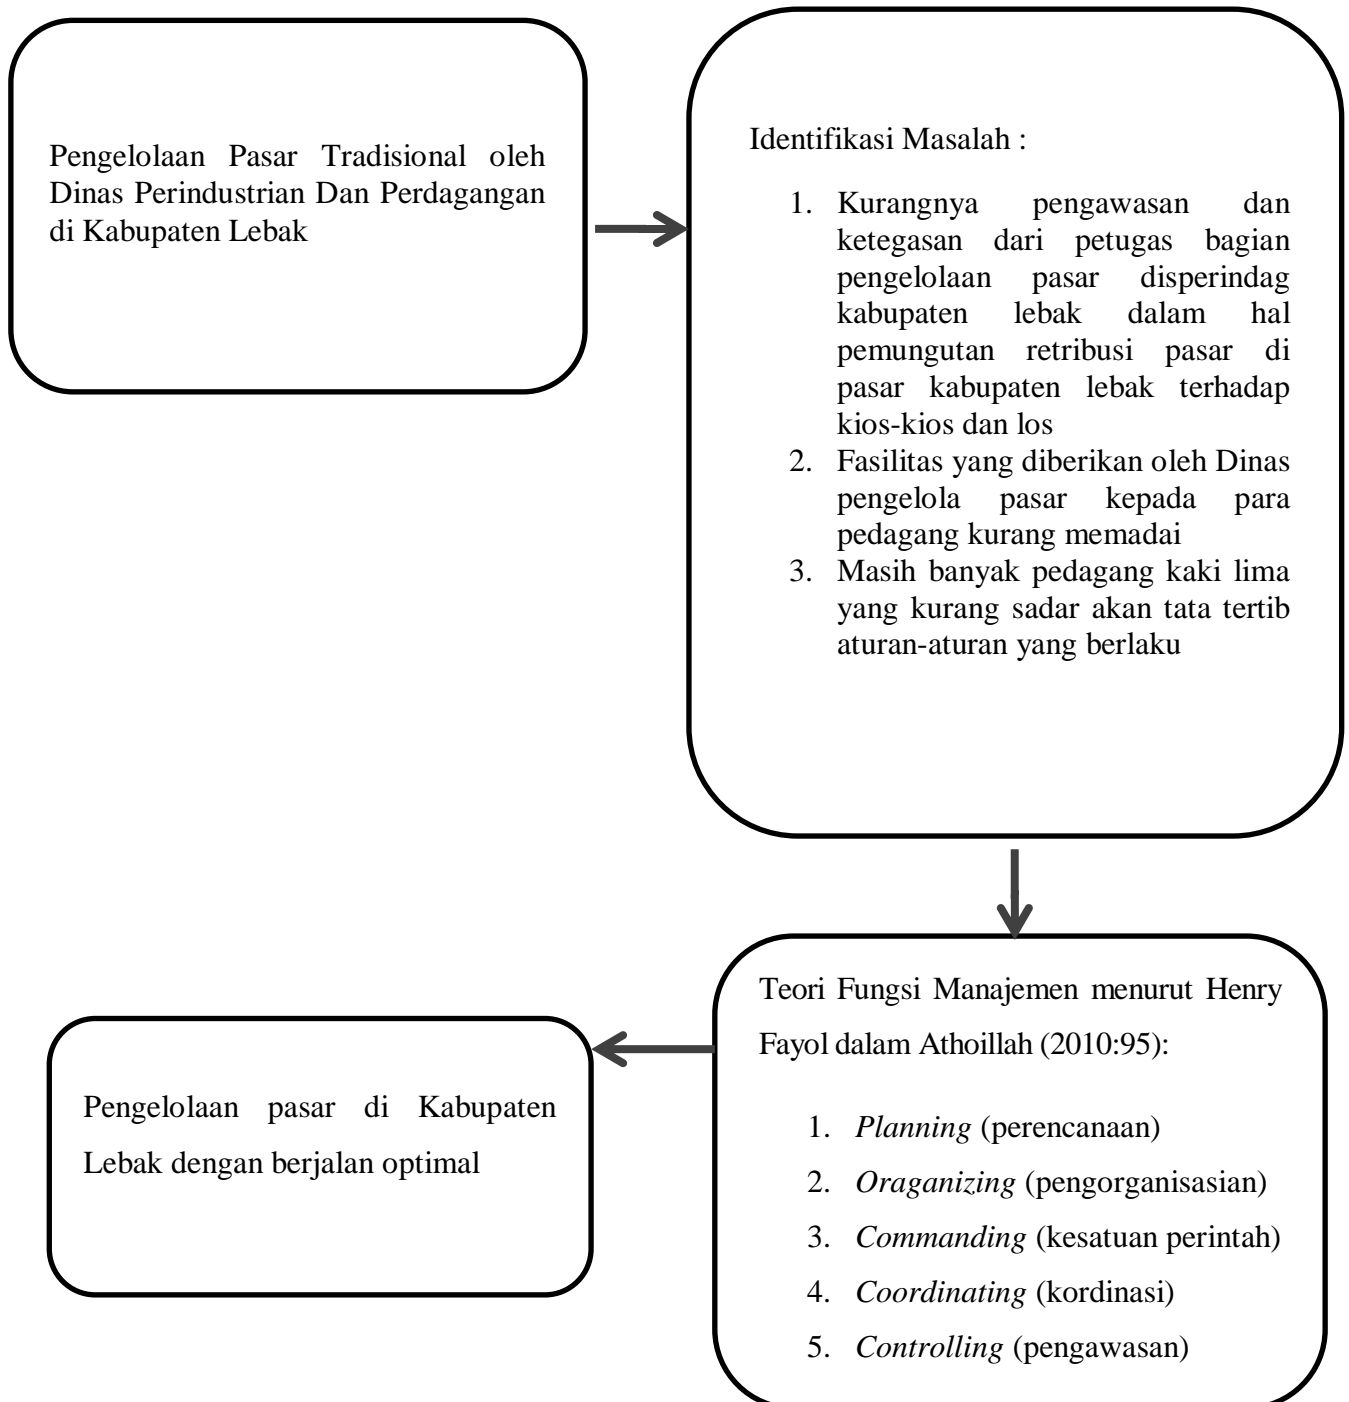 Pengelolaan Pasar Tradisional oleh
Dinas Perindustrian Dan Perdagangan
di Kabupaten Lebak
Identifikasi Masalah :
1. Kurangnya pengawasan dan
ketegasan dari petugas bagian
pengelolaan pasar disperindag
kabupaten lebak dalam hal
pemungutan retribusi pasar di
pasar kabupaten lebak terhadap
kios-kios dan los
2. Fasilitas yang diberikan oleh Dinas
pengelola pasar kepada para
pedagang kurang memadai
3. Masih banyak pedagang kaki lima
yang kurang sadar akan tata tertib
aturan-aturan yang berlaku
Teori Fungsi Manajemen menurut Henry
Fayol dalam Athoillah (2010:95):
1. Planning (perencanaan)
2. Oraganizing (pengorganisasian)
3. Commanding (kesatuan perintah)
4. Coordinating (kordinasi)
5. Controlling (pengawasan)
Pengelolaan pasar di Kabupaten
Lebak dengan berjalan optimal